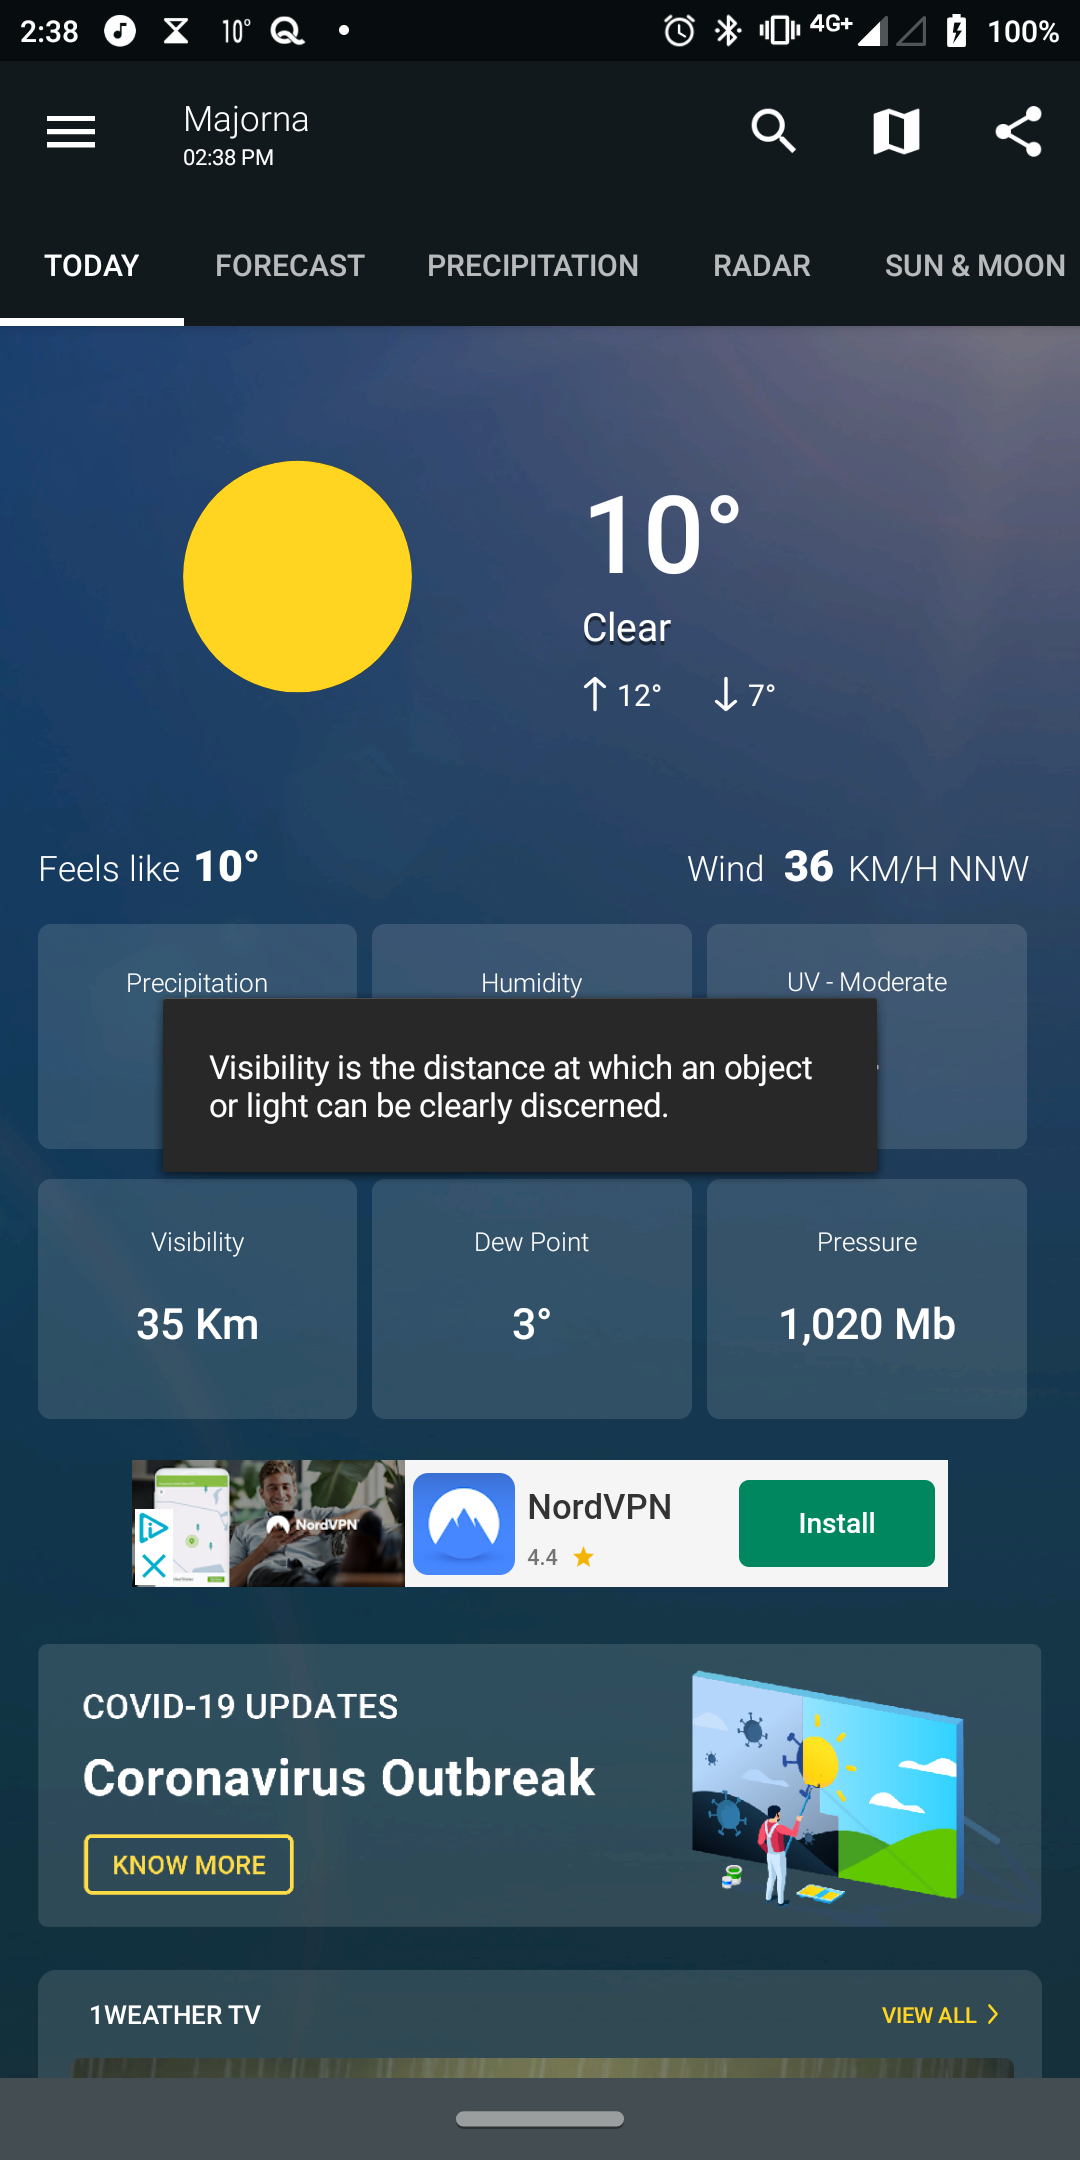 2:38
10°
4G+
100%
Majorna
02:38 PM
TODAY
FORECAST
PRECIPITATION
RADAR
SUN & MOON
10°
Clear
↑ 12° ↓ 7°
Feels like 10°
Wind 36 KM/H NNW
Precipitation
Humidity
UV - Moderate
Visibility is the distance at which an object
or light can be clearly discerned.
Visibility
35 Km
Dew Point
3°
Pressure
1,020 Mb
NordVPN
NordVPN
4.4 ★
Install
COVID-19 UPDATES
Coronavirus Outbreak
KNOW MORE
1WEATHER TV
VIEW ALL >